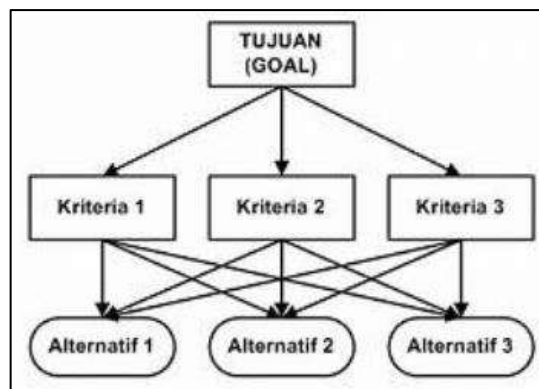 TUJUAN
(GOAL)
Kriteria 1
Kriteria 2
Kriteria 3
Alternatif 1
Alternatif 2
Alternatif 3